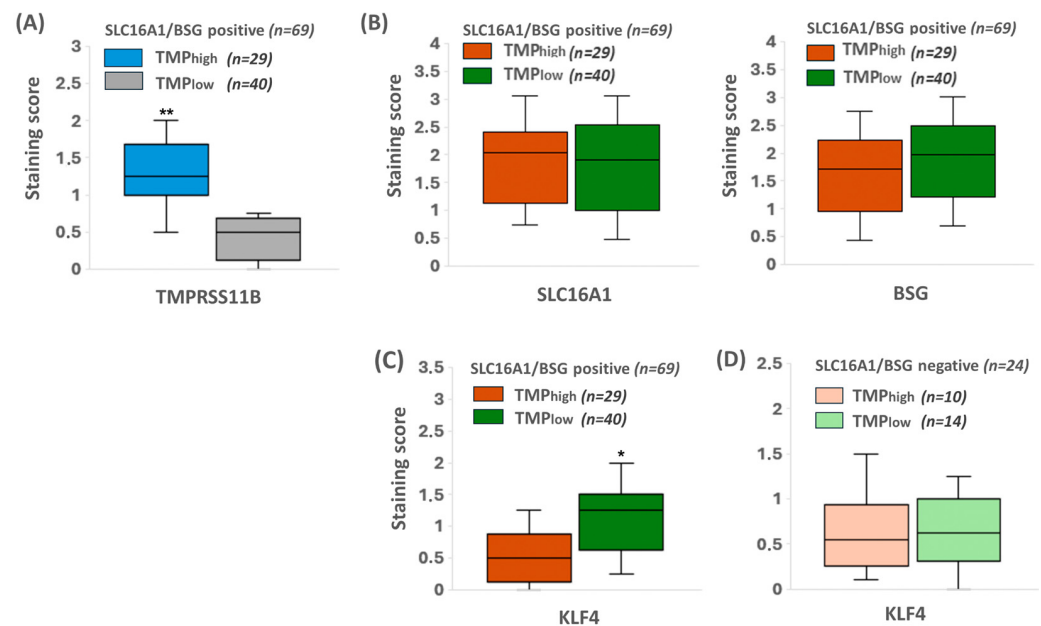 (A)
SLC16A1/BSG positive (n=69)
TMPhigh (n=29)
TMPlow (n=40)
Staining score
3
2.5
2
1.5
1
0.5
0
**
TMPRSS11B
(B)
SLC16A1/BSG positive (n=69)
TMPhigh (n=29)
TMPlow (n=40)
Staining score
4
3.5
3
2.5
2
1.5
1
0.5
0
SLC16A1
SLC16A1/BSG positive (n=69)
TMPhigh (n=29)
TMPlow (n=40)
4
3.5
3
2.5
2
1.5
1
0.5
0
BSG
(C)
SLC16A1/BSG positive (n=69)
TMPhigh (n=29)
TMPlow (n=40)
Staining score
3.5
3
2.5
2
1.5
1
0.5
0
*
KLF4
(D)
SLC16A1/BSG negative (n=24)
TMPhigh (n=10)
TMPlow (n=14)
2.5
2
1.5
1
0.5
0
KLF4